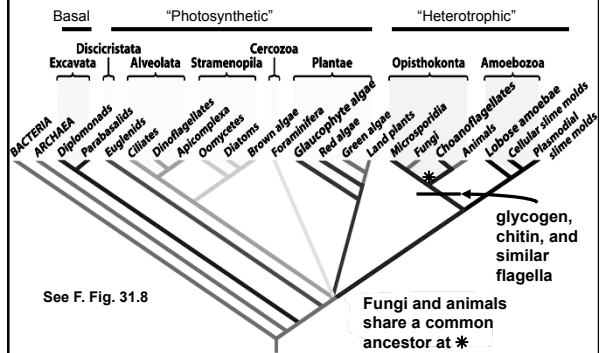 Basal
"Photosynthetic"
"Heterotrophic"
Discicristata
Cercozoa
Excavata
Alveolata
Stramenopila
Plantae
Opisthokonta
Amoebozoa
BACTERIA
ARCHAEA
Diplomonads
Parabasalids
Euglenids
Ciliates
Dinoflagellates
Apicomplexa
Oomycetes
Diatoms
Brown algae
Foraminifera
Glaucophyte algae
Red algae
Green algae
Land plants
Microsporidia
Fungi
Choanoflagellates
Animals
Lobose amoebae
Cellular slime molds
Plasmodial
slime molds
*
glycogen,
chitin, and
similar
flagella
See F. Fig. 31.8
Fungi and animals
share a common
ancestor at *